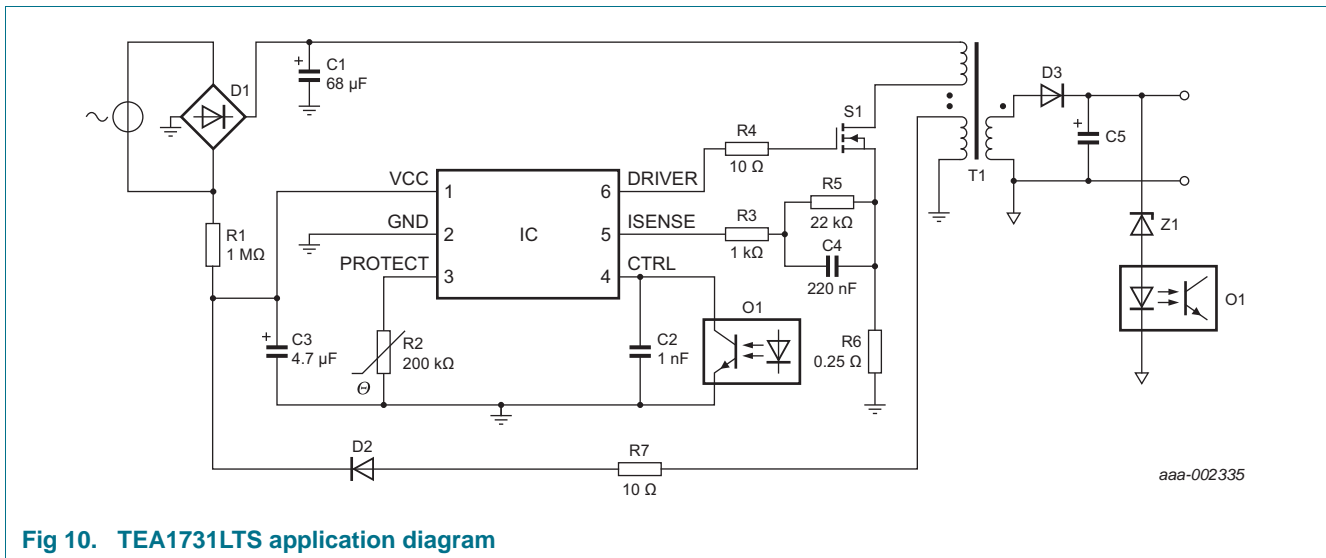 C1
68 μF
D1
D3
S1
R4
10 Ω
C5
T1
VCC
1
6
DRIVER
R5
22 kΩ
GND
2
IC
5
ISENSE
R3
1 kΩ
C4
220 nF
Z1
R1
1 MΩ
PROTECT
3
4
CTRL
O1
O1
C3
4.7 μF
R2
200 kΩ
Θ
C2
1 nF
R6
0.25 Ω
D2
R7
10 Ω
aaa-002335
Fig 10. TEA1731LTS application diagram